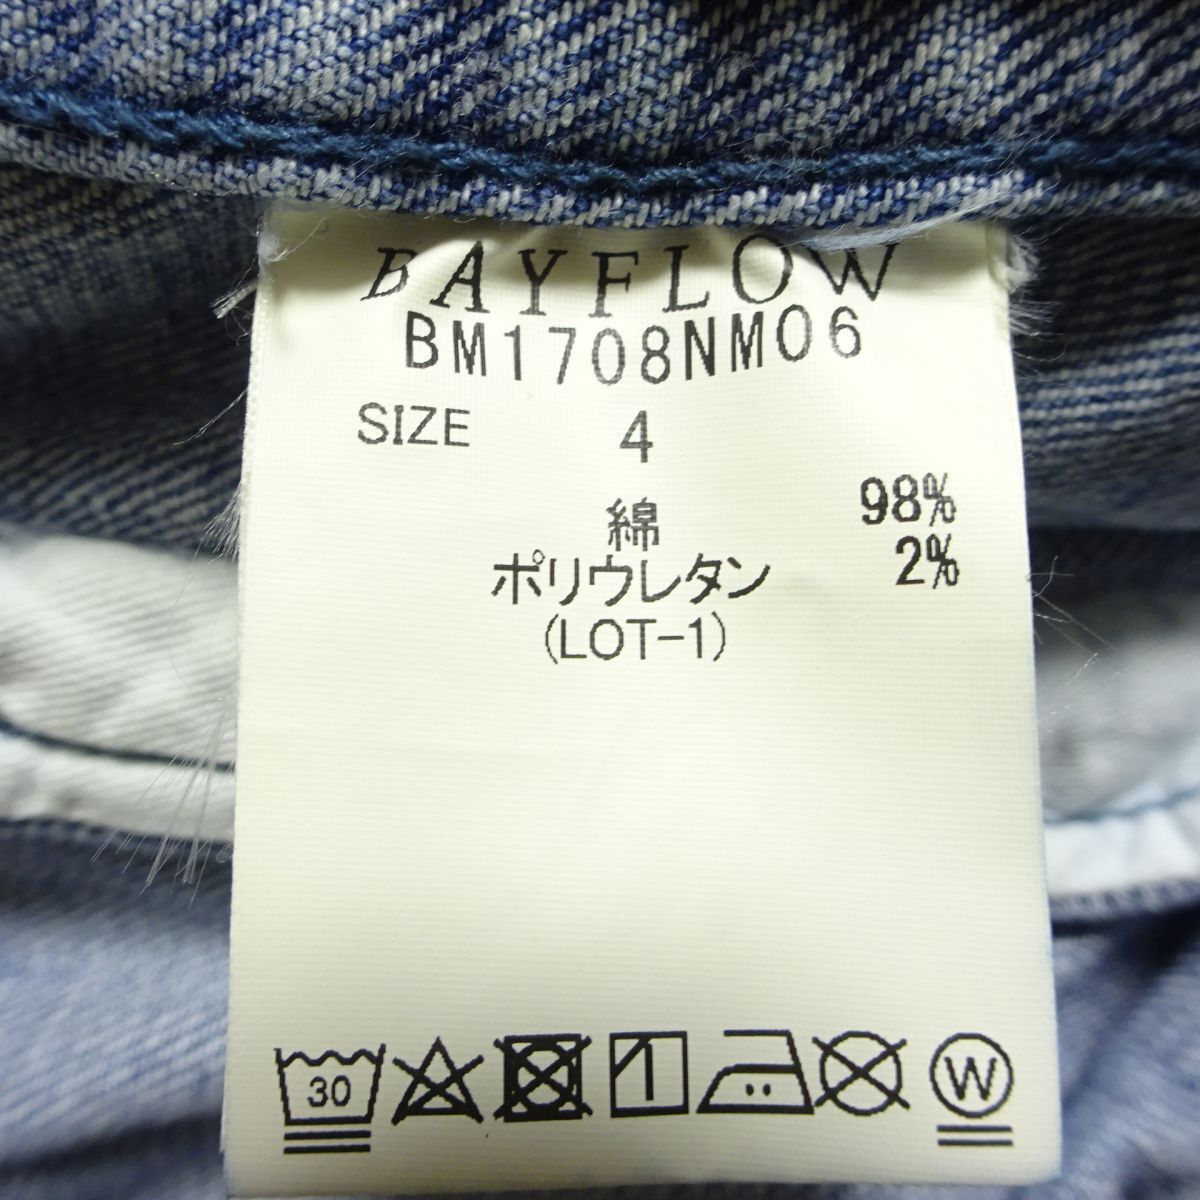 BAYFLOW
BM1708NM06
SIZE 4
綿 98%
ポリウレタン 2%
(LOT-1)
30
W